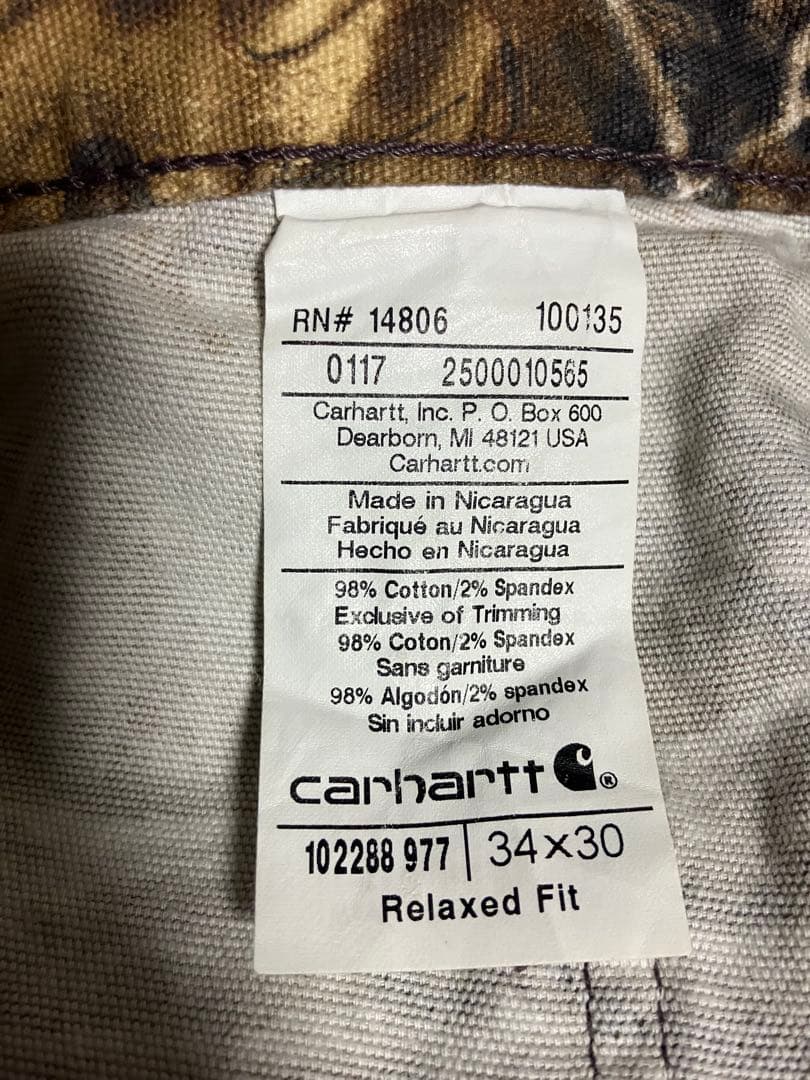 RN# 14806 100135
0117 2500010565
Carhartt, Inc. P. O. Box 600
Dearborn, MI 48121 USA
Carhartt.com
Made in Nicaragua
Fabriqué au Nicaragua
Hecho en Nicaragua
98% Cotton/2% Spandex
Exclusive of Trimming
98% Coton/2% Spandex
Sans garniture
98% Algodón/2% spandex
Sin incluir adorno
carhartt ®
102288 977 | 34×30
Relaxed Fit